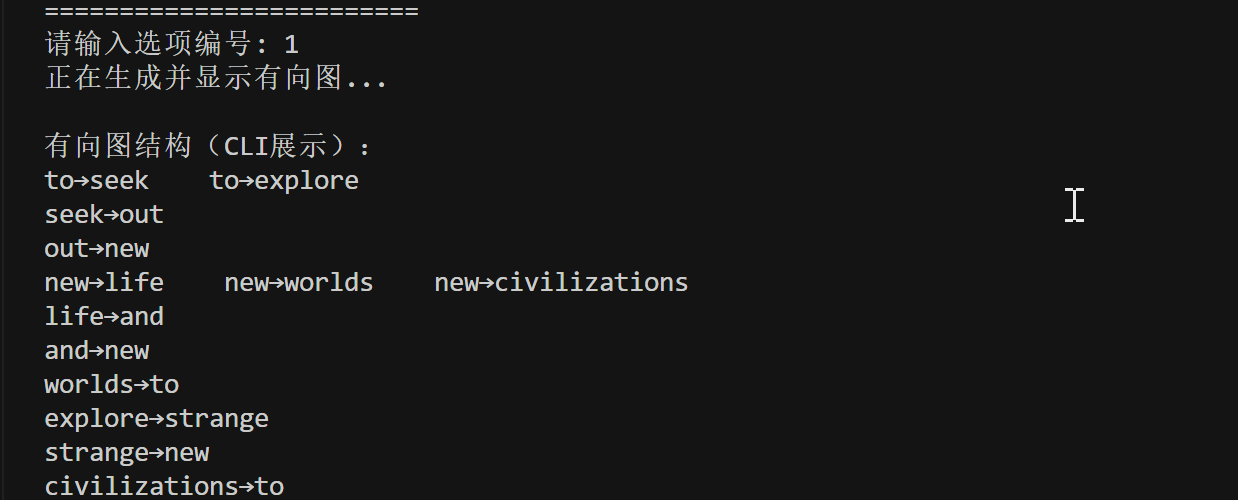 =========================
请输入选项编号: 1
正在生成并显示有向图...
有向图结构（CLI展示）：
to→seek    to→explore
seek→out
out→new
new→life    new→worlds    new→civilizations
life→and
and→new
worlds→to
explore→strange
strange→new
civilizations→to